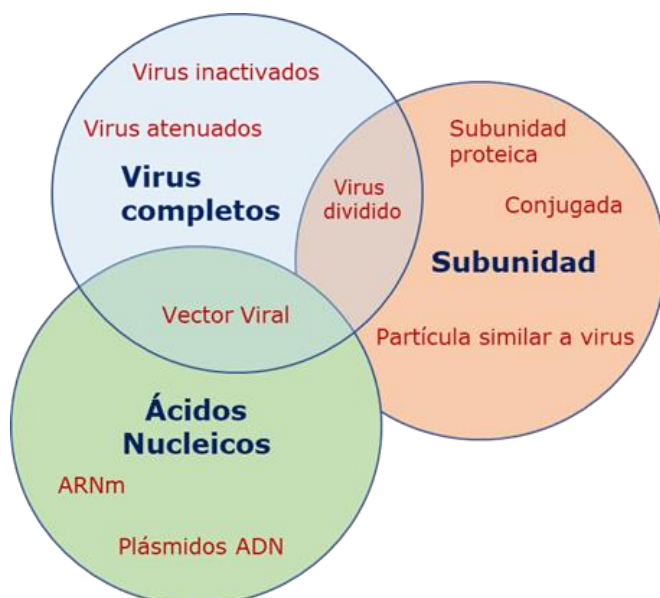 Virus inactivados
Virus atenuados
Virus
completos
Virus
dividido
Subunidad
proteica
Conjugada
Subunidad
Partícula similar a virus
Vector Viral
Ácidos
Nucleicos
ARNm
Plásmidos ADN